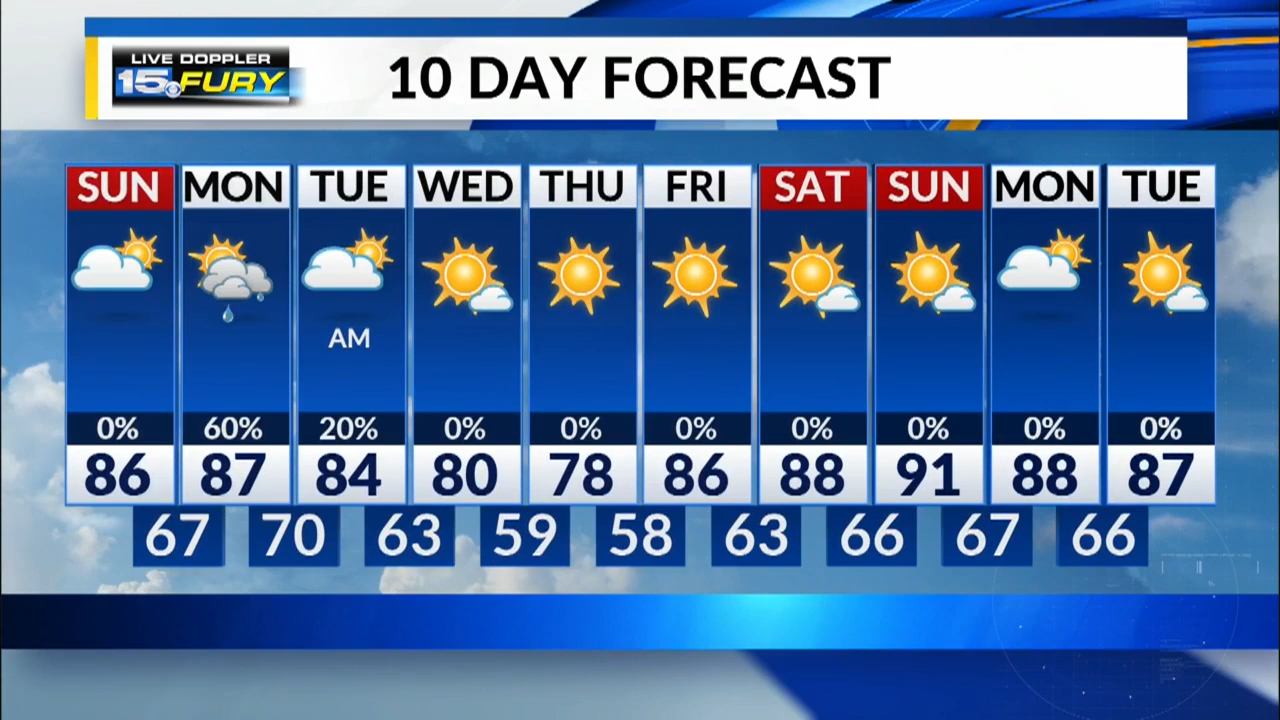 LIVE DOPPLER
15 FURY
10 DAY FORECAST
SUN MON TUE WED THU FRI SAT SUN MON TUE
AM
0% 60% 20% 0% 0% 0% 0% 0% 0% 0%
86 87 84 80 78 86 88 91 88 87
67 70 63 59 58 63 66 67 66